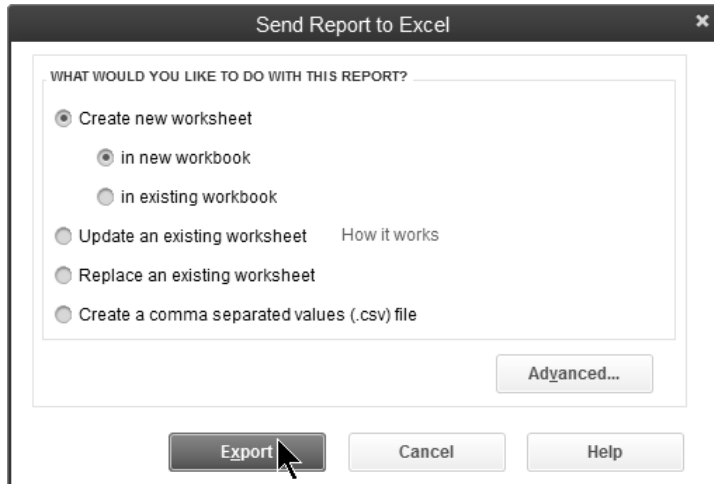 Send Report to Excel
WHAT WOULD YOU LIKE TO DO WITH THIS REPORT?
Create new worksheet
in new workbook
in existing workbook
Update an existing worksheet How it works
Replace an existing worksheet
Create a comma separated values (.csv) file
Advanced...
Export Cancel Help